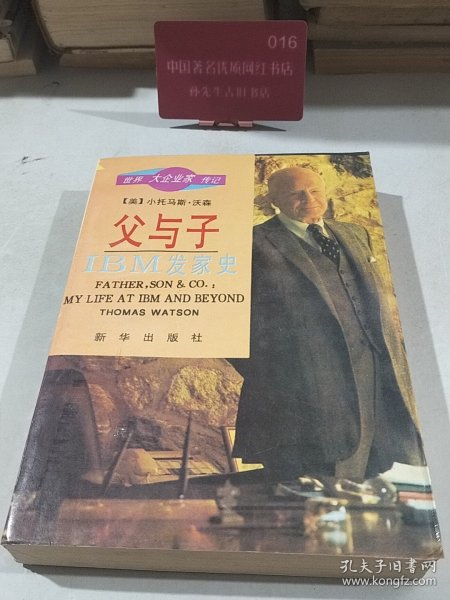 016
中国著名优质网红书店
孙先生古旧书店
世界 大企业家 传记
【美】小托马斯·沃森
父与子
IBM发家史
FATHER, SON & CO.:
MY LIFE AT IBM AND BEYOND
THOMAS WATSON
新华出版社
孔夫子旧书网
www.kongfz.com